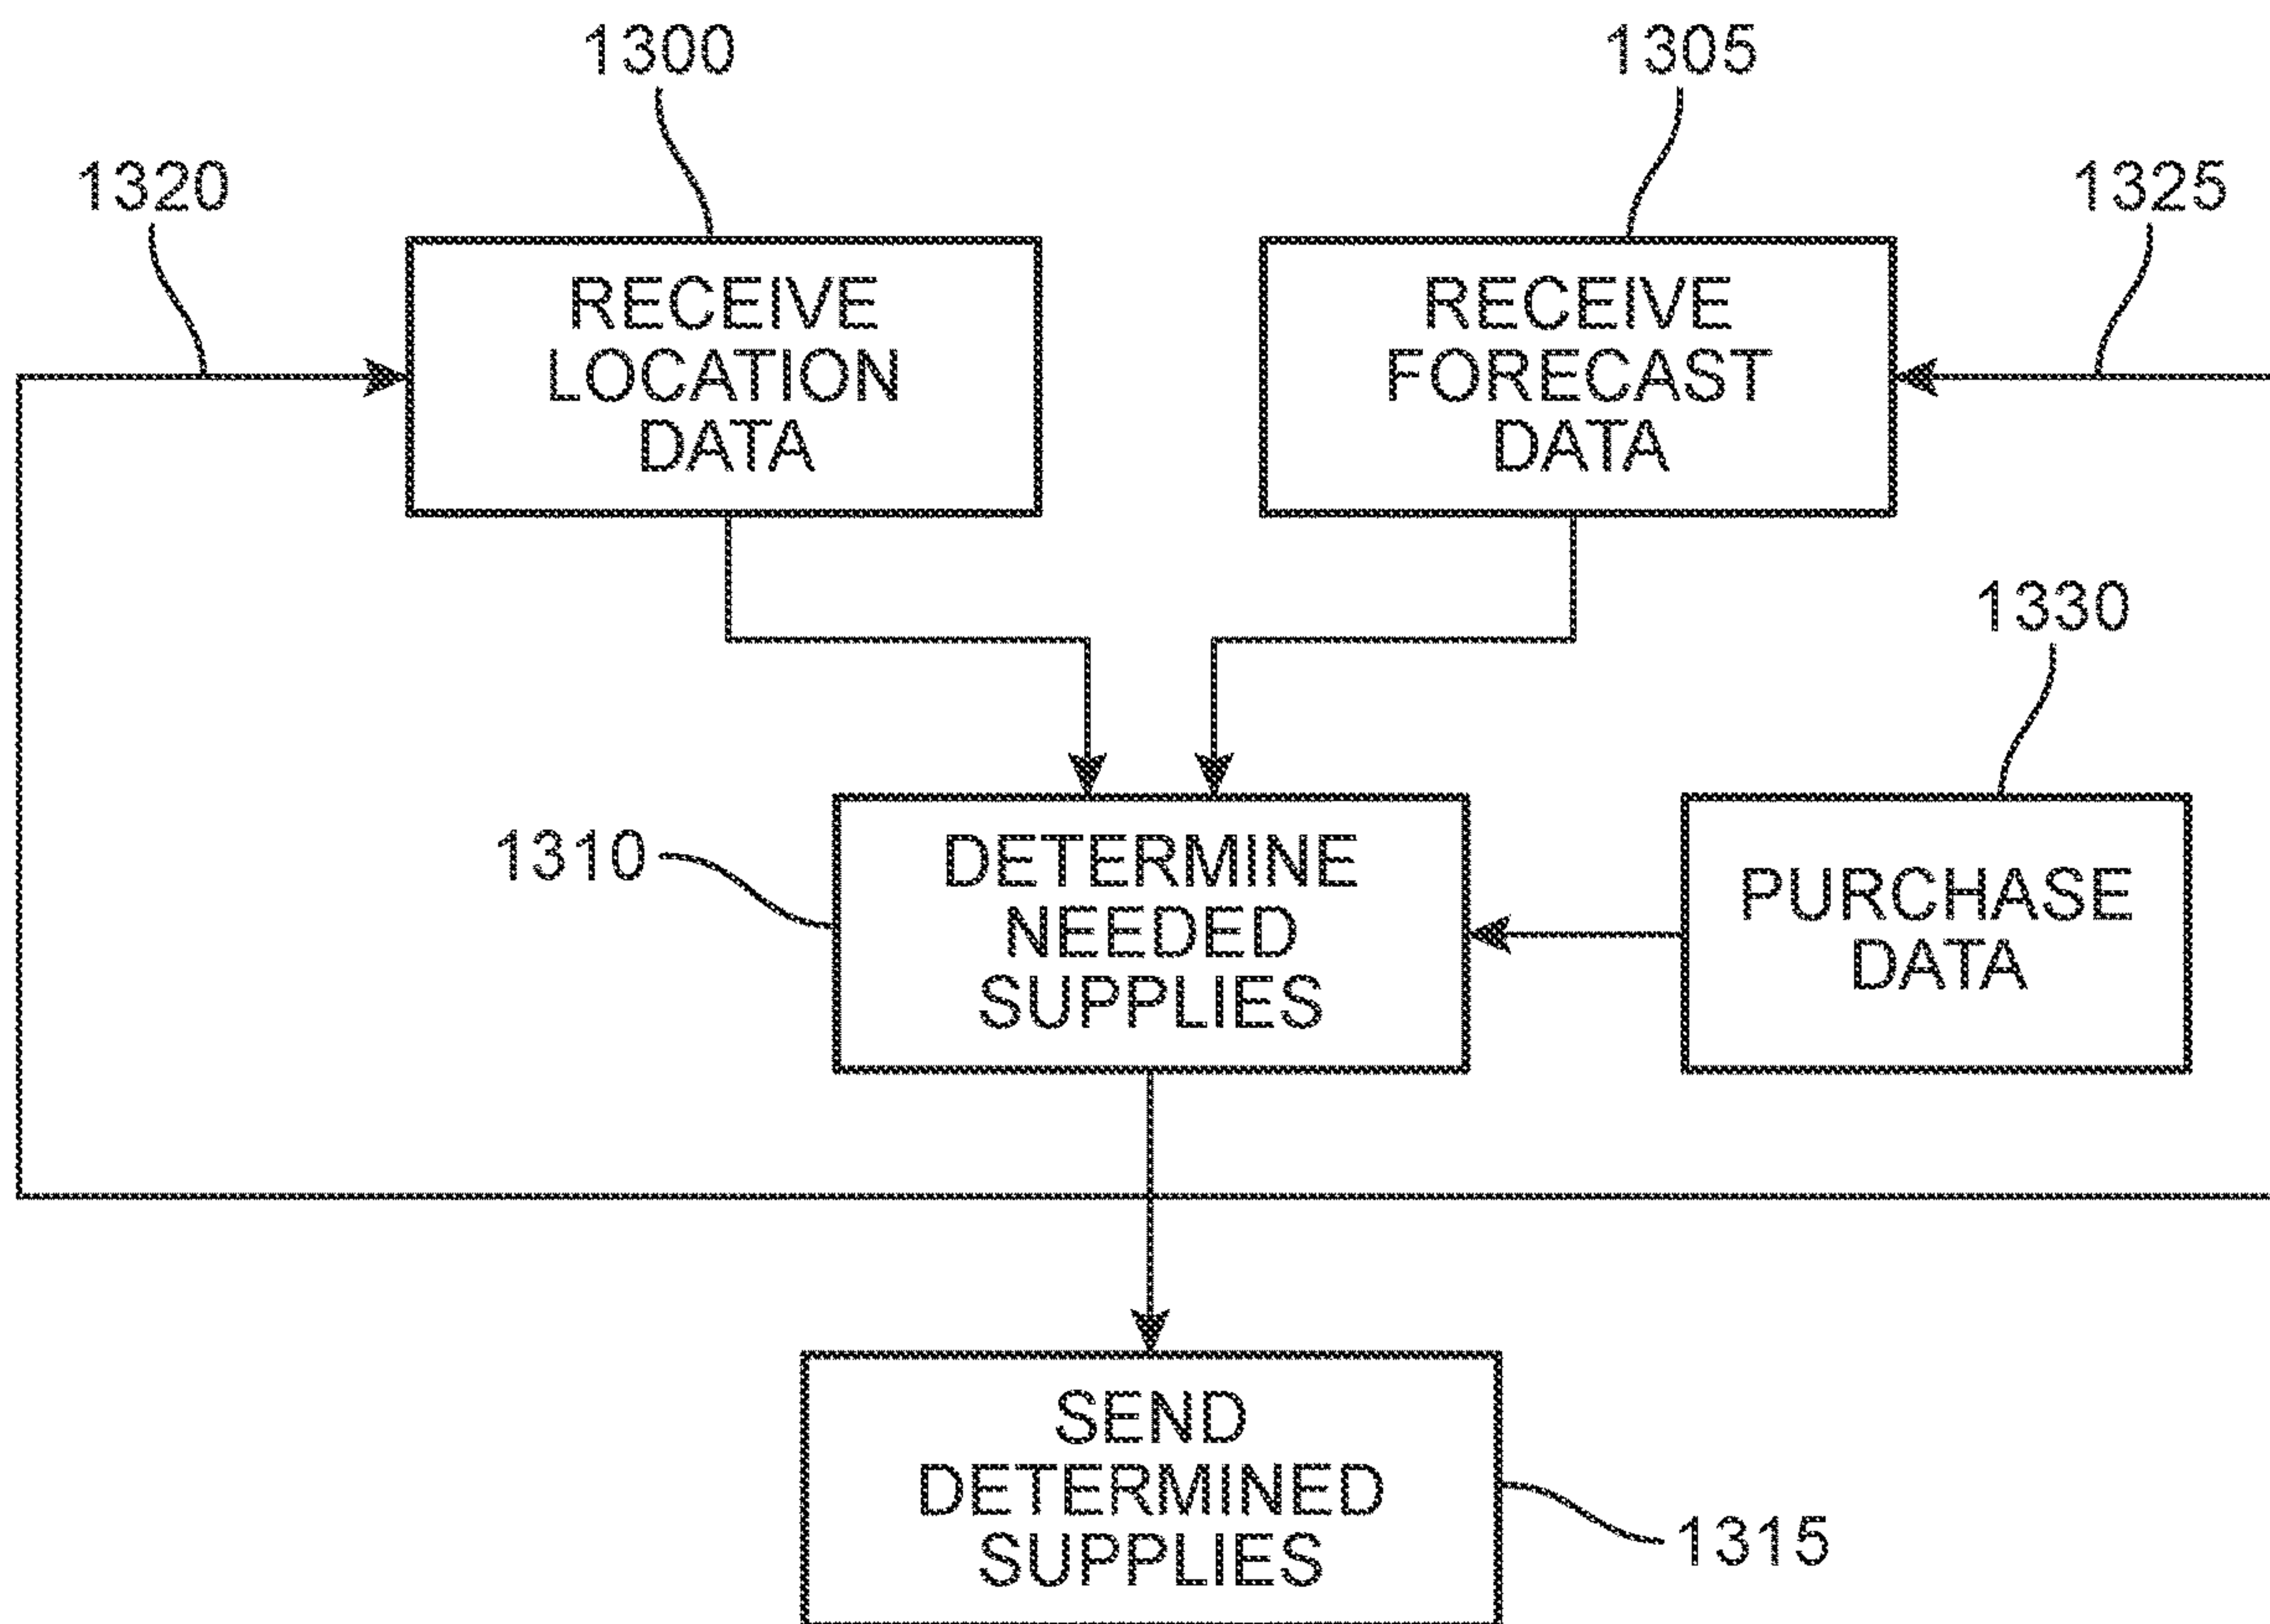 1300
1305
1320
1325
RECEIVE
LOCATION
DATA
RECEIVE
FORECAST
DATA
1330
1310
DETERMINE
NEEDED
SUPPLIES
PURCHASE
DATA
SEND
DETERMINED
SUPPLIES
1315